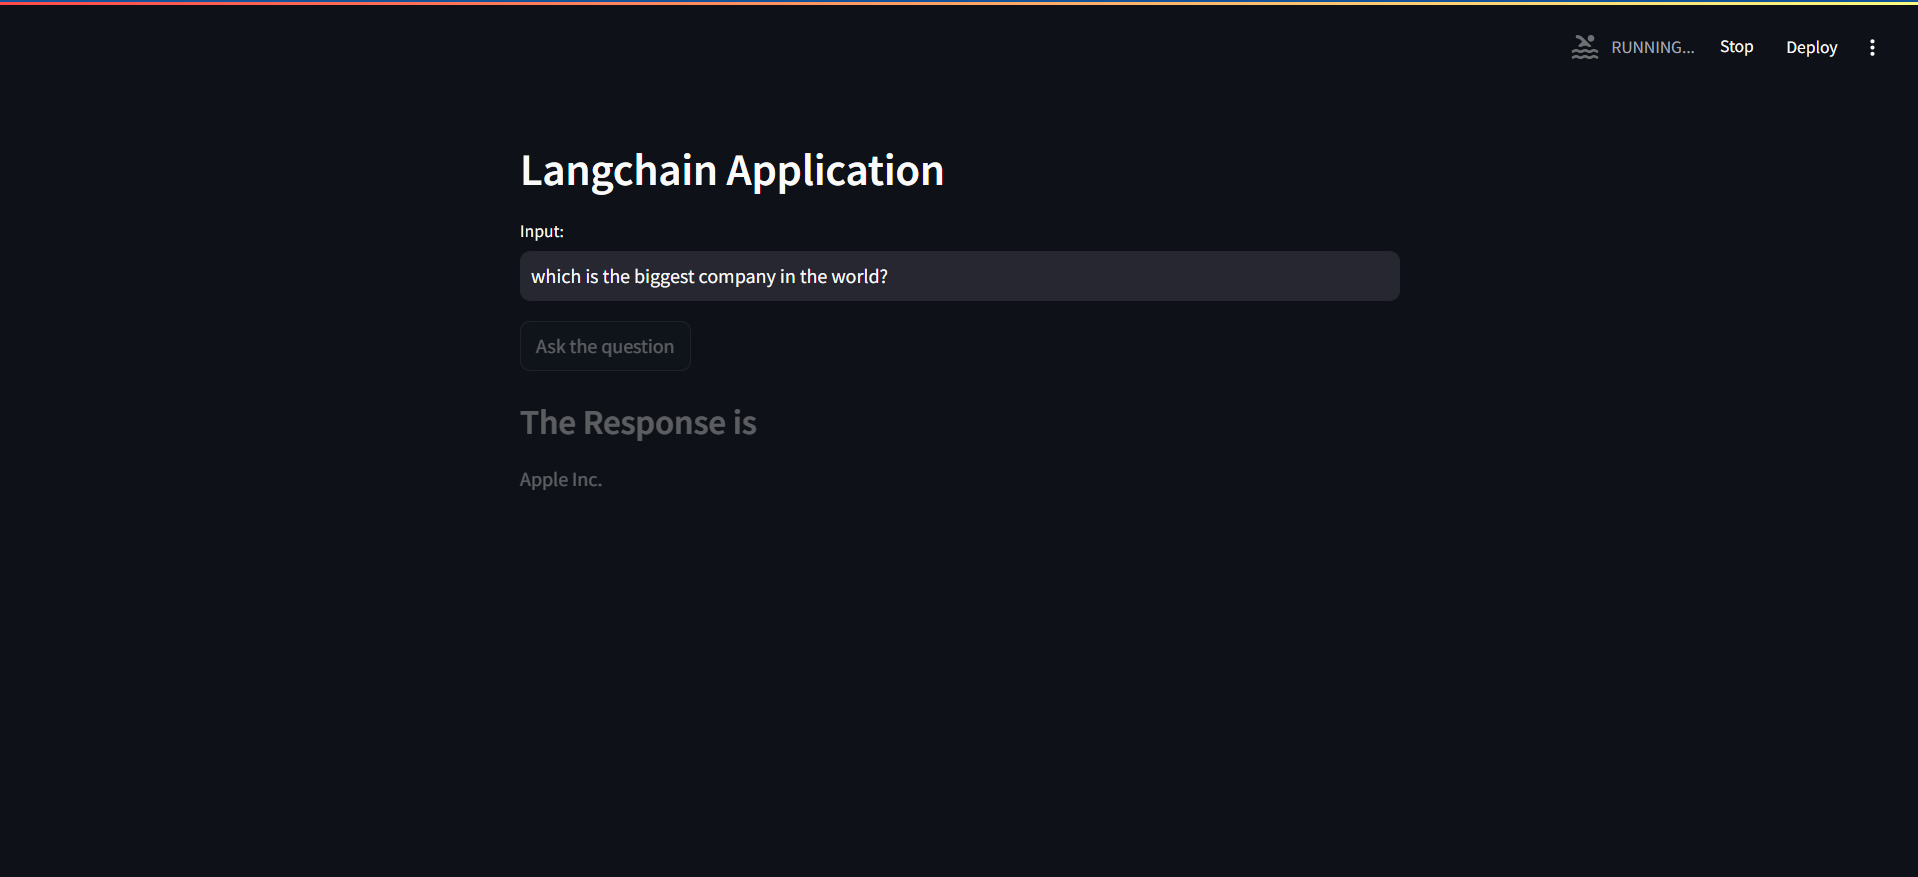 RUNNING...
Stop
Deploy
Langchain Application
Input:
which is the biggest company in the world?
Ask the question
The Response is
Apple Inc.